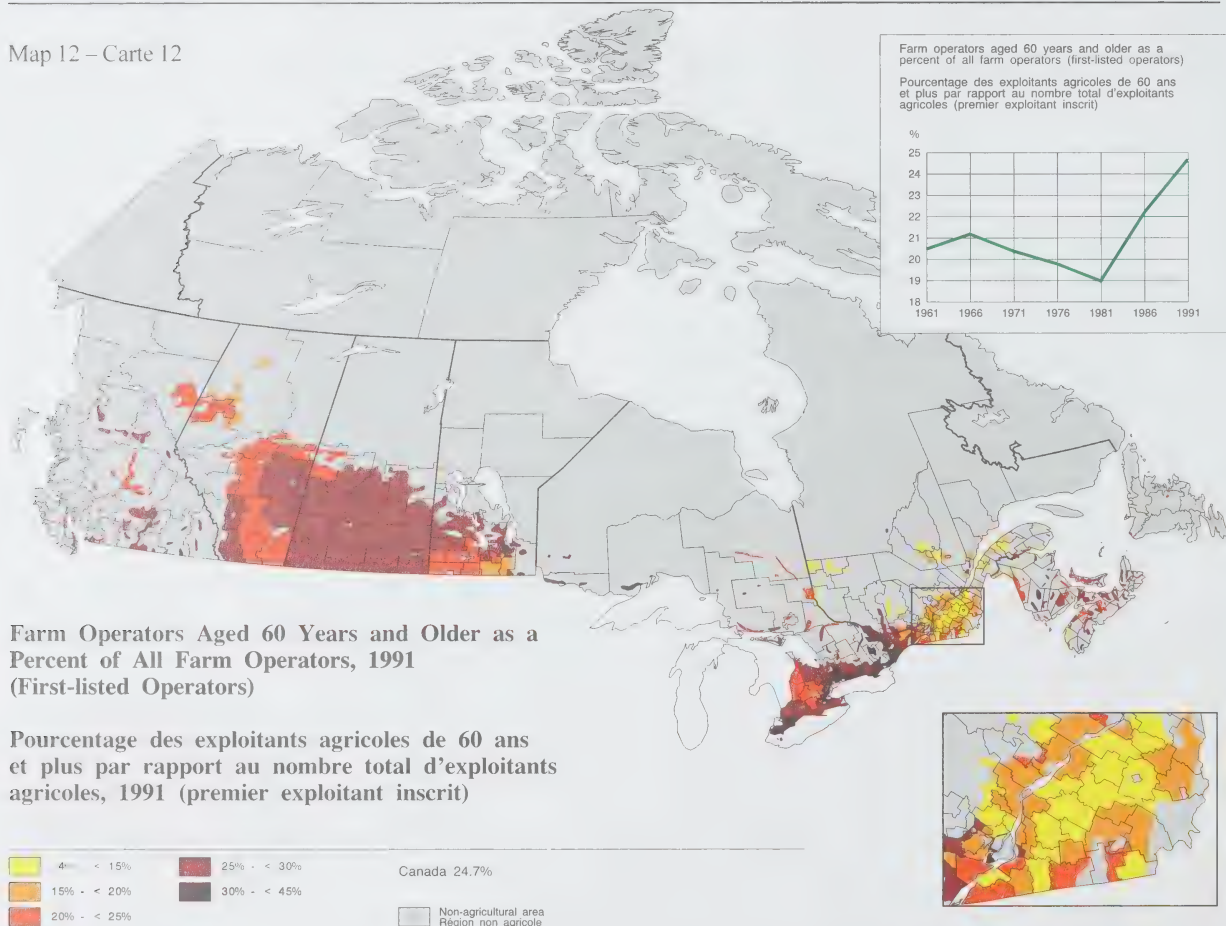 Map 12 – Carte 12
Farm operators aged 60 years and older as a
percent of all farm operators (first-listed operators)
Pourcentage des exploitants agricoles de 60 ans
et plus par rapport au nombre total d'exploitants
agricoles (premier exploitant inscrit)
%
25
24
23
22
21
20
19
18
1961 1966 1971 1976 1981 1986 1991
Farm Operators Aged 60 Years and Older as a
Percent of All Farm Operators, 1991
(First-listed Operators)
Pourcentage des exploitants agricoles de 60 ans
et plus par rapport au nombre total d'exploitants
agricoles, 1991 (premier exploitant inscrit)
< 15%
15% - < 20%
20% - < 25%
25% - < 30%
30% - < 45%
Canada 24.7%
Non-agricultural area
Région non agricole